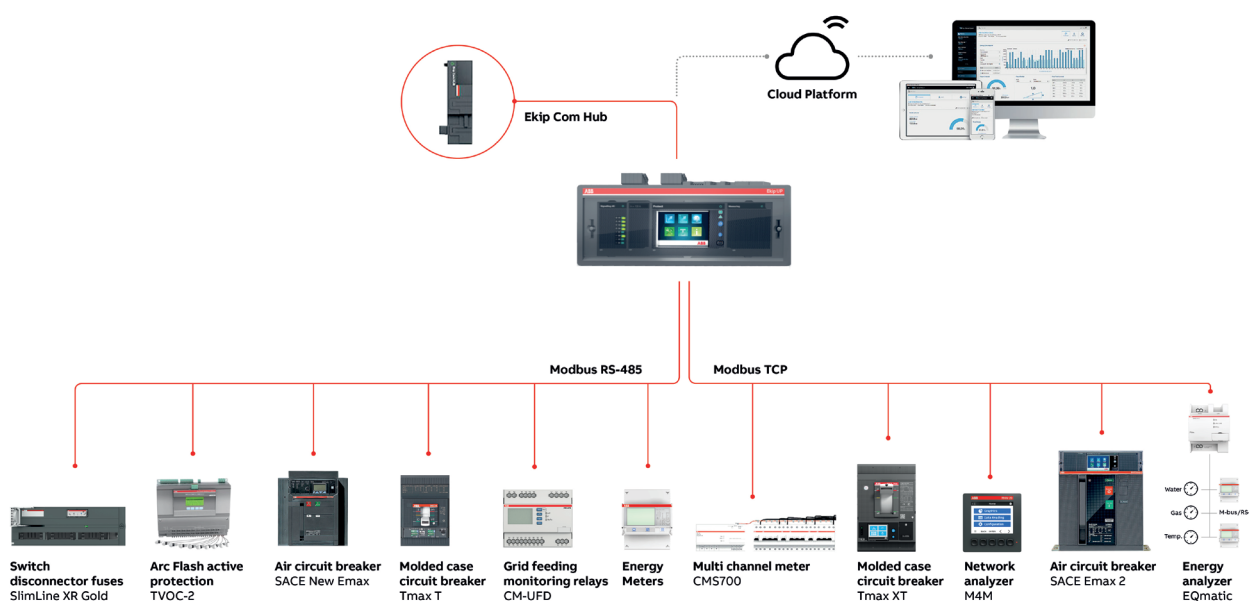 Cloud Platform
Ekip Com Hub
ABB
Ekip UP
Modbus RS-485
Modbus TCP
Water
Gas
Temp.
M-bus/RS
Switch
disconnector fuses
SlimLine XR Gold
Arc Flash active
protection
TVOC-2
Air circuit breaker
SACE New Emax
Molded case
circuit breaker
Tmax T
Grid feeding
monitoring relays
CM-UFD
Energy
Meters
Multi channel meter
CMS700
Molded case
circuit breaker
Tmax XT
Network
analyzer
M4M
Air circuit breaker
SACE Emax 2
Energy
analyzer
EQmatic